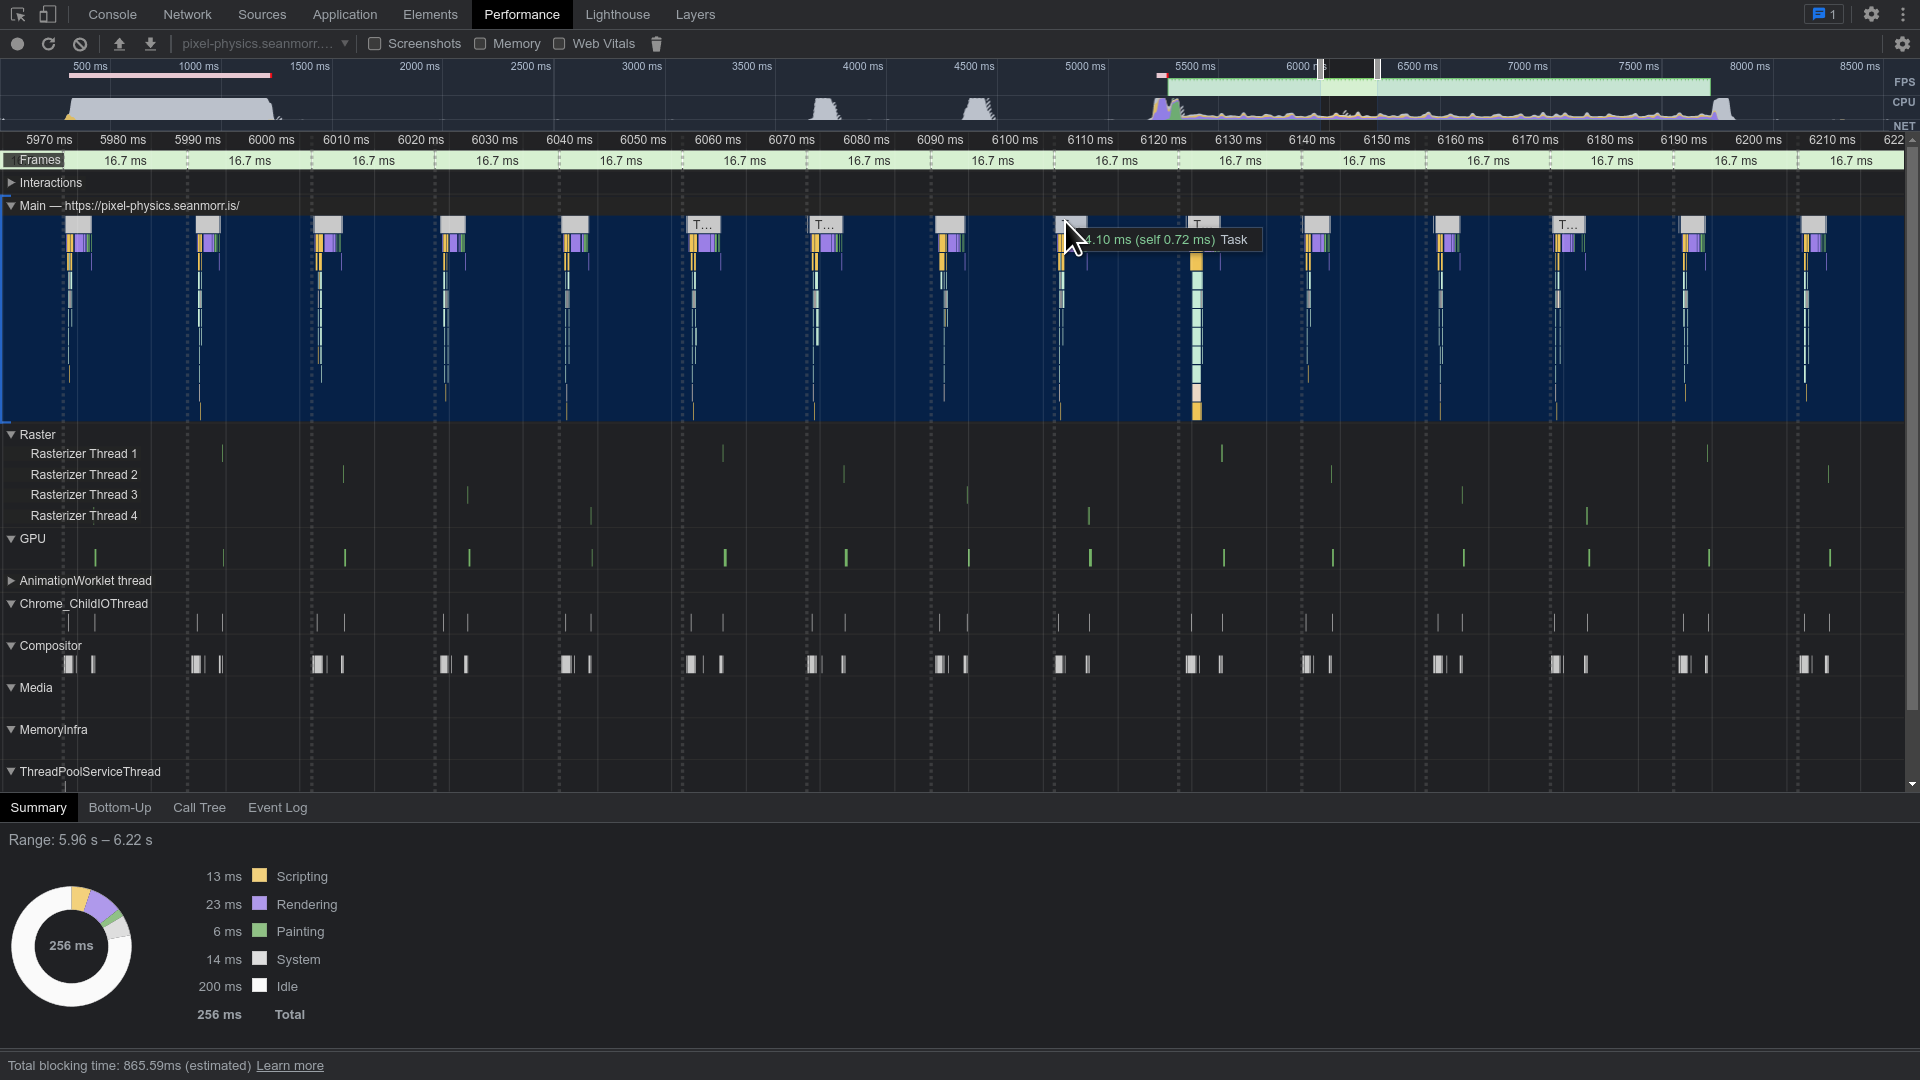 Console Network Sources Application Elements Performance Lighthouse Layers 1
pixel-physics.seanmorr.… Screenshots Memory Web Vitals
500 ms 1000 ms 1500 ms 2000 ms 2500 ms 3000 ms 3500 ms 4000 ms 4500 ms 5000 ms 5500 ms 6000 ms 6500 ms 7000 ms 7500 ms 8000 ms 8500 ms
FPS
CPU
NET
5970 ms 5980 ms 5990 ms 6000 ms 6010 ms 6020 ms 6030 ms 6040 ms 6050 ms 6060 ms 6070 ms 6080 ms 6090 ms 6100 ms 6110 ms 6120 ms 6130 ms 6140 ms 6150 ms 6160 ms 6170 ms 6180 ms 6190 ms 6200 ms 6210 ms 622
Frames 16.7 ms 16.7 ms 16.7 ms 16.7 ms 16.7 ms 16.7 ms 16.7 ms 16.7 ms 16.7 ms 16.7 ms 16.7 ms 16.7 ms 16.7 ms 16.7 ms 16.7 ms
Interactions
Main — https://pixel-physics.seanmorr.is/
T… T… T… T…
4.10 ms (self 0.72 ms) Task
Raster
Rasterizer Thread 1
Rasterizer Thread 2
Rasterizer Thread 3
Rasterizer Thread 4
GPU
AnimationWorklet thread
Chrome_ChildIOThread
Compositor
Media
MemoryInfra
ThreadPoolServiceThread
Summary Bottom-Up Call Tree Event Log
Range: 5.96 s – 6.22 s
13 ms Scripting
23 ms Rendering
6 ms Painting
14 ms System
200 ms Idle
256 ms Total
256 ms
Total blocking time: 865.59ms (estimated) Learn more